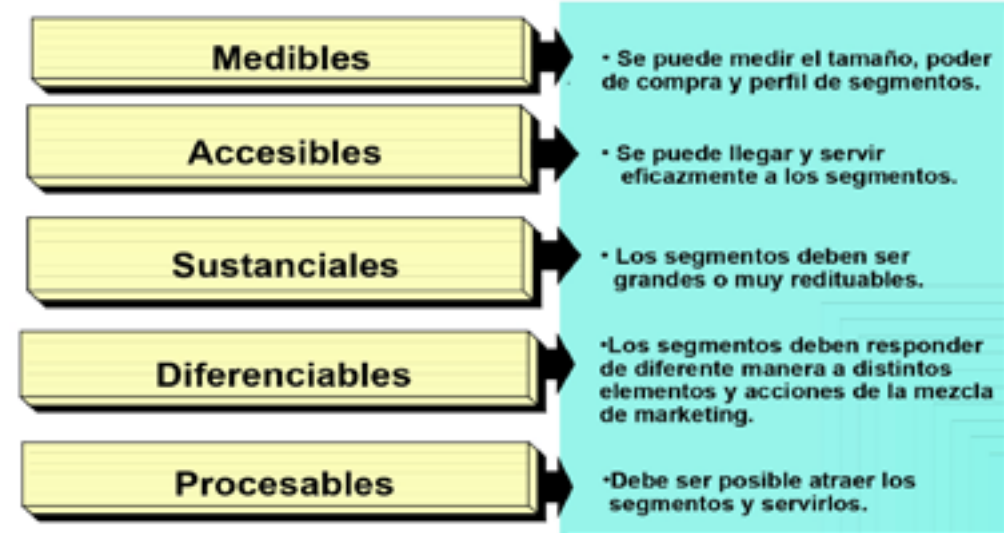 Medibles
• Se puede medir el tamaño, poder
de compra y perfil de segmentos.
Accesibles
• Se puede llegar y servir
eficazmente a los segmentos.
Sustanciales
• Los segmentos deben ser
grandes o muy redituables.
Diferenciables
•Los segmentos deben responder
de diferente manera a distintos
elementos y acciones de la mezcla
de marketing.
Procesables
•Debe ser posible atraer los
segmentos y servirlos.